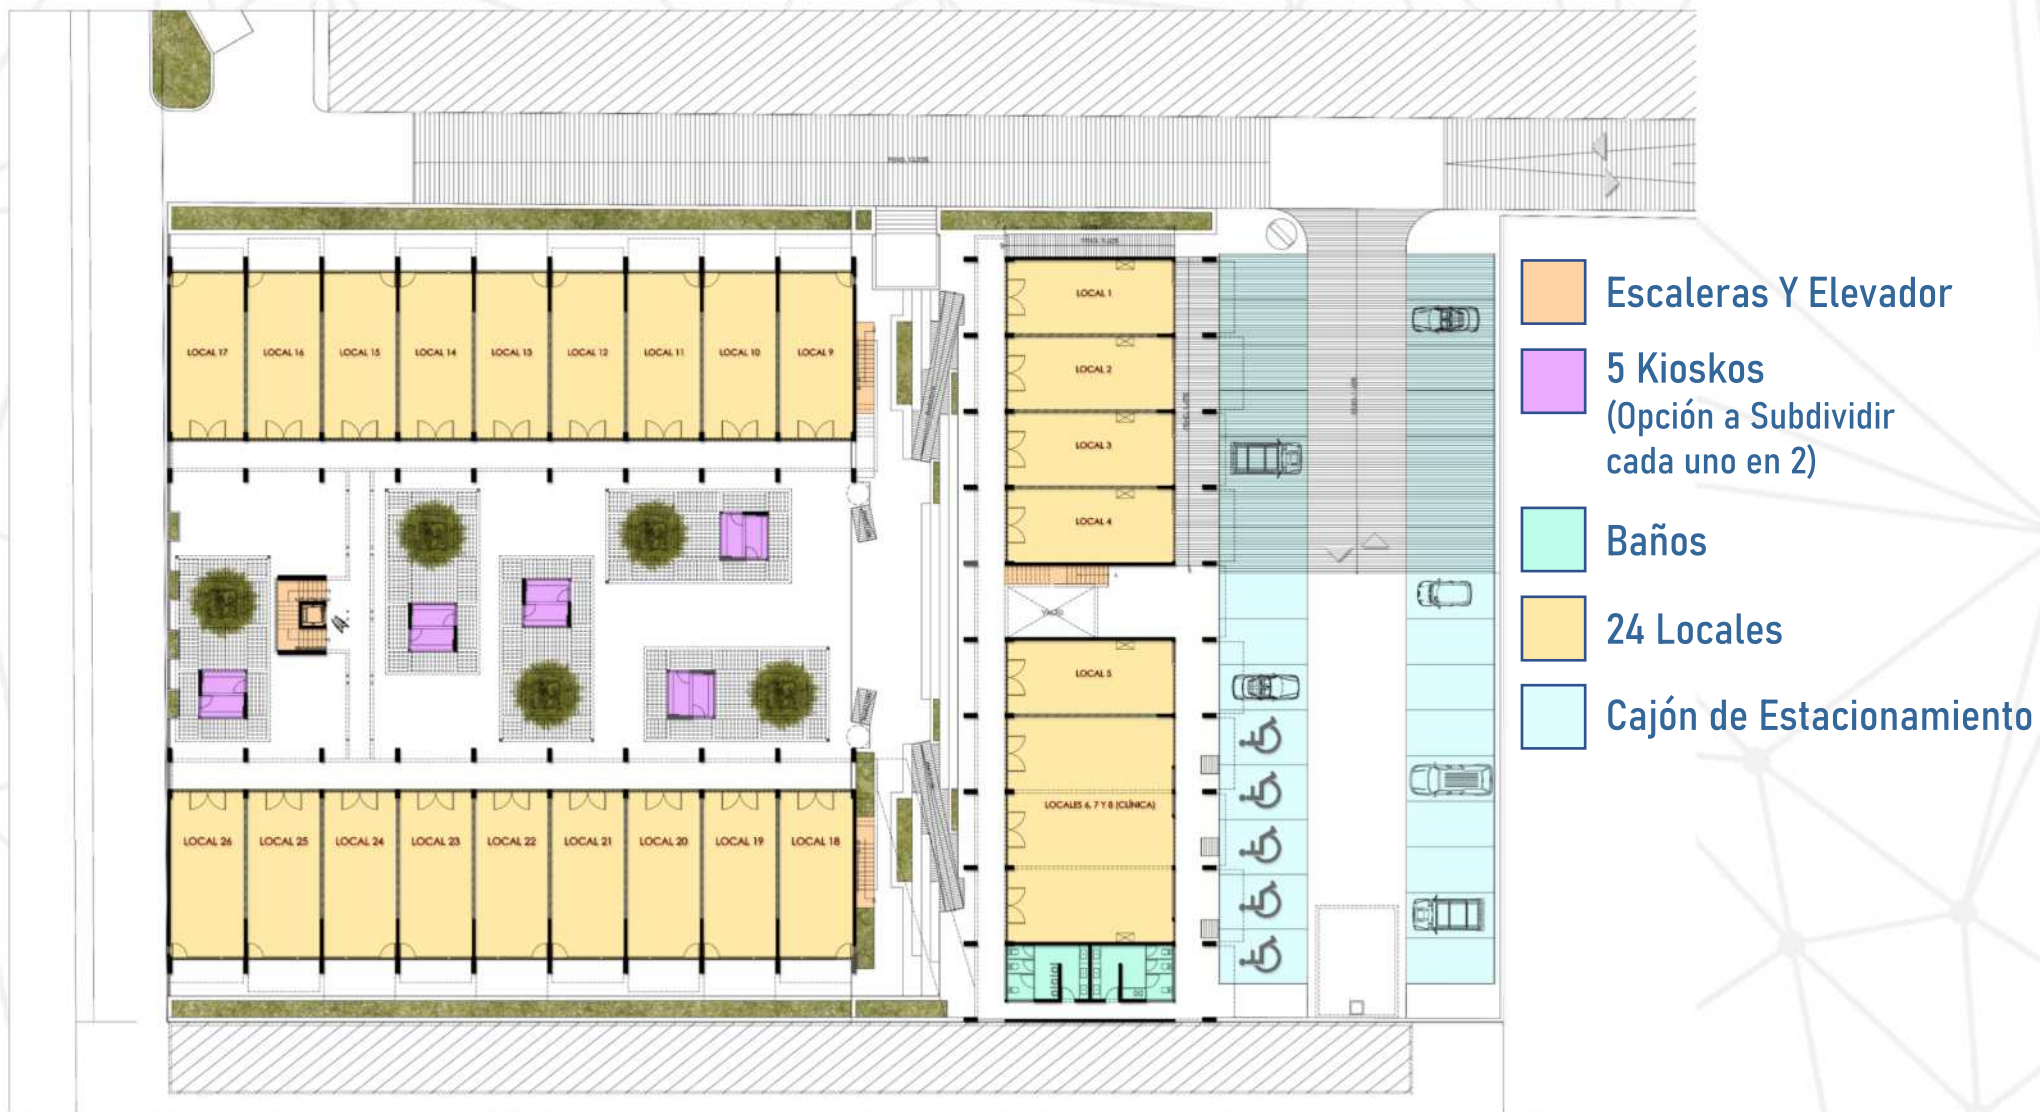 LOCAL 17 LOCAL 16 LOCAL 15 LOCAL 14 LOCAL 13 LOCAL 12 LOCAL 11 LOCAL 10 LOCAL 9
LOCAL 1
LOCAL 2
LOCAL 3
LOCAL 4
Vacío
LOCAL 5
LOCALES 6, 7 Y 8 (CLÍNICA)
LOCAL 26 LOCAL 25 LOCAL 24 LOCAL 23 LOCAL 22 LOCAL 21 LOCAL 20 LOCAL 19 LOCAL 18
Escaleras Y Elevador
5 Kioskos
(Opción a Subdividir
cada uno en 2)
Baños
24 Locales
Cajón de Estacionamiento